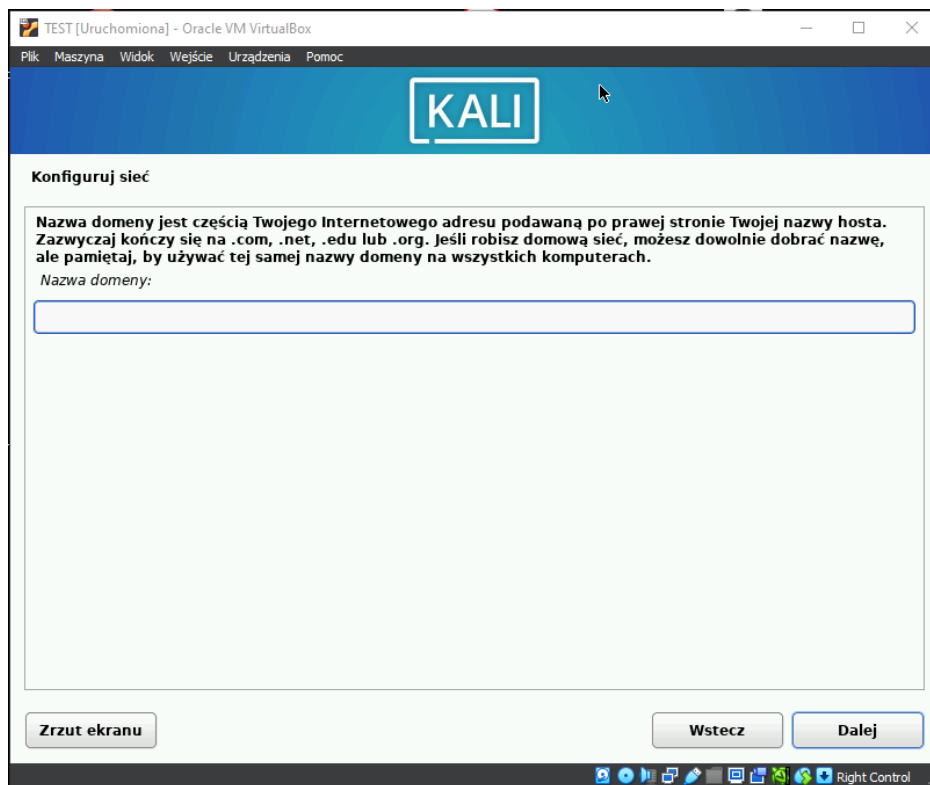 TEST [Uruchomiona] - Oracle VM VirtualBox
Plik Maszyna Widok Wejście Urządzenia Pomoc
KALI
Konfiguruj sieć
Nazwa domeny jest częścią Twojego Internetowego adresu podawaną po prawej stronie Twojej nazwy hosta.
Zazwyczaj kończy się na .com, .net, .edu lub .org. Jeśli robisz domową sieć, możesz dowolnie dobrać nazwę,
ale pamiętaj, by używać tej samej nazwy domeny na wszystkich komputerach.
Nazwa domeny:
Zrzut ekranu Wstecz Dalej
Right Control